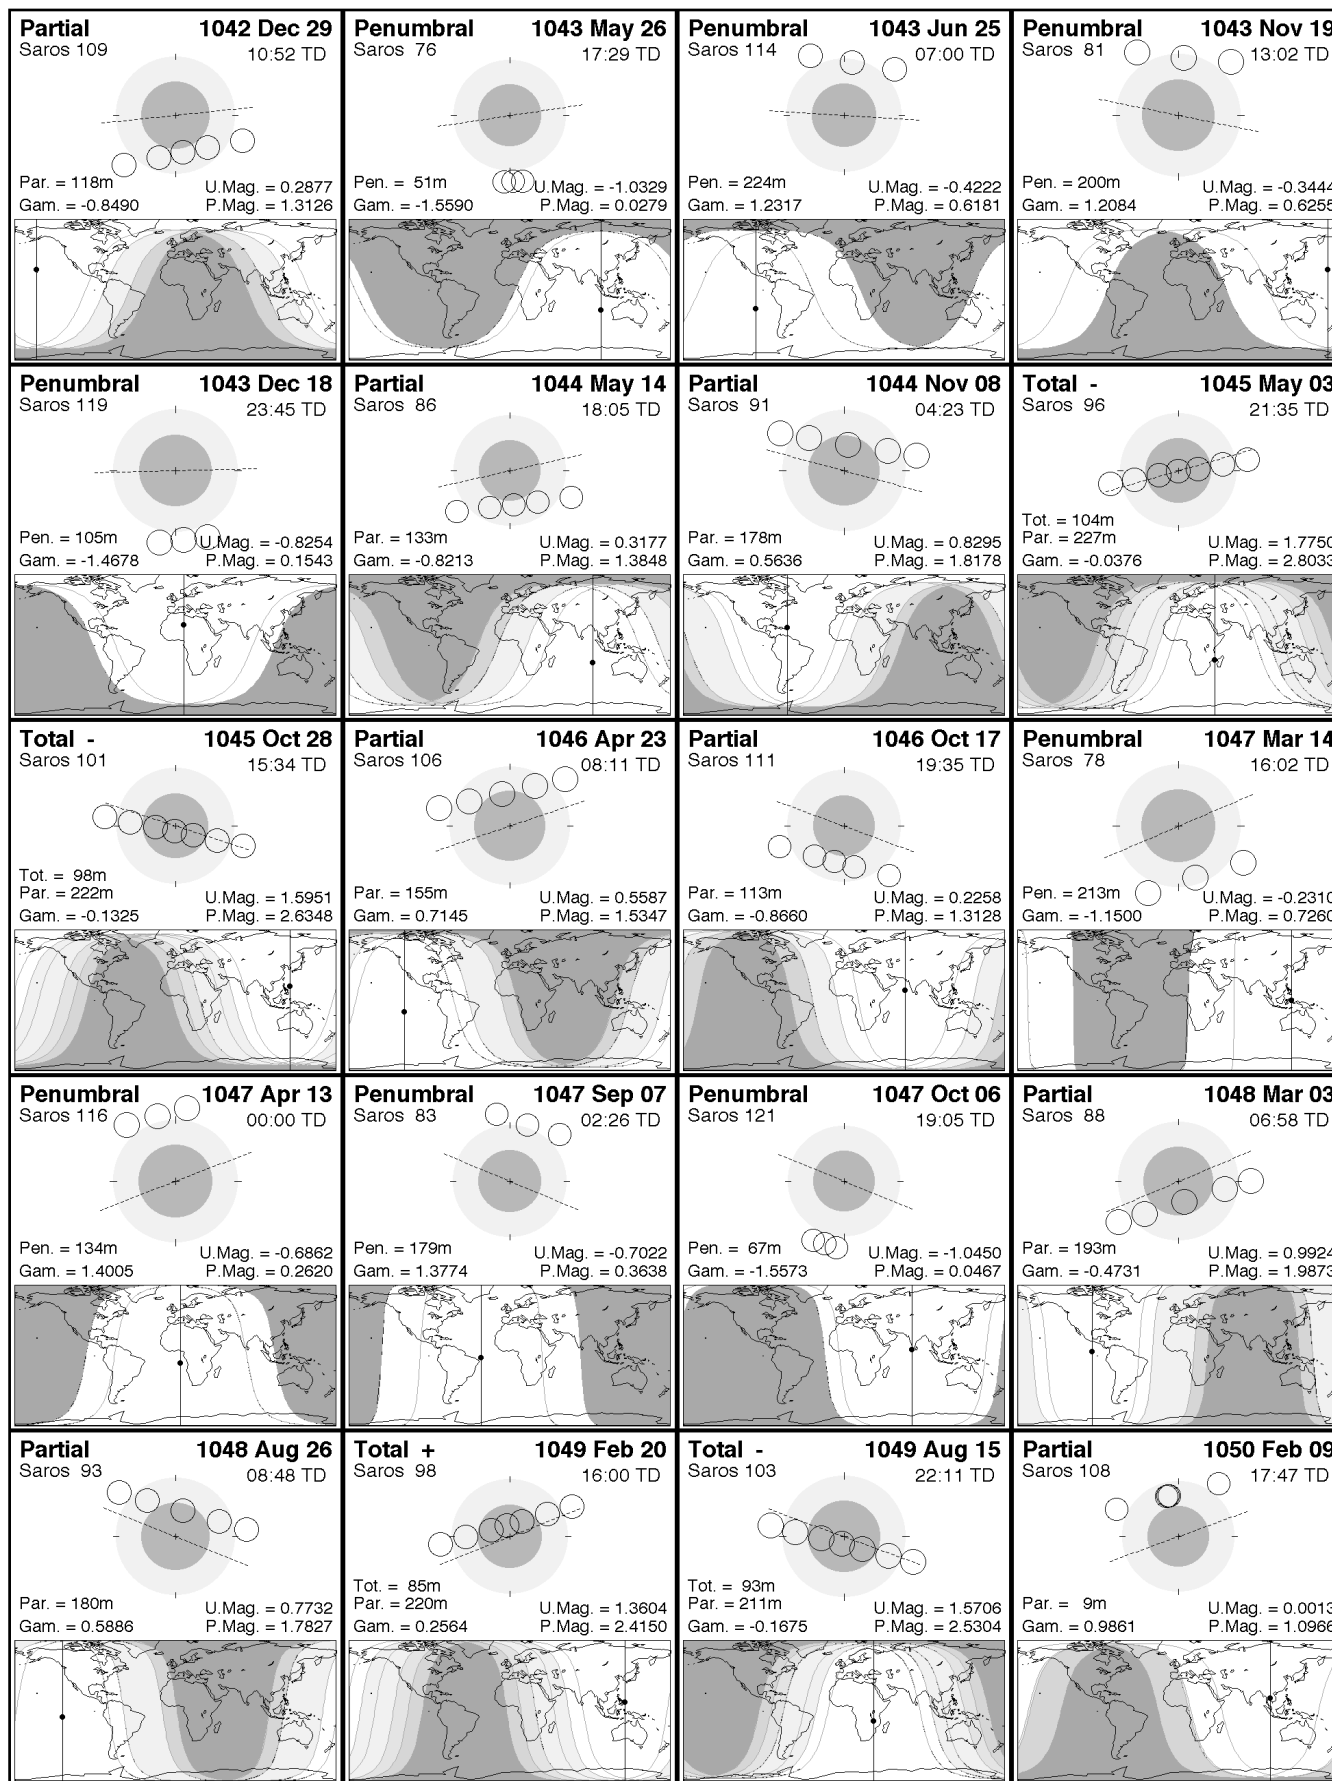 Partial 1042 Dec 29
Saros 109 10:52 TD
Par. = 118m U.Mag. = 0.2877
Gam. = -0.8490 P.Mag. = 1.3126
Penumbral 1043 May 26
Saros 76 17:29 TD
Pen. = 51m U.Mag. = -1.0329
Gam. = -1.5590 P.Mag. = 0.0279
Penumbral 1043 Jun 25
Saros 114 07:00 TD
Pen. = 224m U.Mag. = -0.4222
Gam. = 1.2317 P.Mag. = 0.6181
Penumbral 1043 Nov 19
Saros 81 13:02 TD
Pen. = 200m U.Mag. = -0.3444
Gam. = 1.2084 P.Mag. = 0.6255
Penumbral 1043 Dec 18
Saros 119 23:45 TD
Pen. = 105m U.Mag. = -0.8254
Gam. = -1.4678 P.Mag. = 0.1543
Partial 1044 May 14
Saros 86 18:05 TD
Par. = 133m U.Mag. = 0.3177
Gam. = -0.8213 P.Mag. = 1.3848
Partial 1044 Nov 08
Saros 91 04:23 TD
Par. = 178m U.Mag. = 0.8295
Gam. = 0.5636 P.Mag. = 1.8178
Total - 1045 May 03
Saros 96 21:35 TD
Tot. = 104m
Par. = 227m U.Mag. = 1.7750
Gam. = -0.0376 P.Mag. = 2.8033
Total - 1045 Oct 28
Saros 101 15:34 TD
Tot. = 98m
Par. = 222m U.Mag. = 1.5951
Gam. = -0.1325 P.Mag. = 2.6348
Partial 1046 Apr 23
Saros 106 08:11 TD
Par. = 155m U.Mag. = 0.5587
Gam. = 0.7145 P.Mag. = 1.5347
Partial 1046 Oct 17
Saros 111 19:35 TD
Par. = 113m U.Mag. = 0.2258
Gam. = -0.8660 P.Mag. = 1.3128
Penumbral 1047 Mar 14
Saros 78 16:02 TD
Pen. = 213m U.Mag. = -0.2310
Gam. = -1.1500 P.Mag. = 0.7260
Penumbral 1047 Apr 13
Saros 116 00:00 TD
Pen. = 134m U.Mag. = -0.6862
Gam. = 1.4005 P.Mag. = 0.2620
Penumbral 1047 Sep 07
Saros 83 02:26 TD
Pen. = 179m U.Mag. = -0.7022
Gam. = 1.3774 P.Mag. = 0.3638
Penumbral 1047 Oct 06
Saros 121 19:05 TD
Pen. = 67m U.Mag. = -1.0450
Gam. = -1.5573 P.Mag. = 0.0467
Partial 1048 Mar 03
Saros 88 06:58 TD
Par. = 193m U.Mag. = 0.9924
Gam. = -0.4731 P.Mag. = 1.9873
Partial 1048 Aug 26
Saros 93 08:48 TD
Par. = 180m U.Mag. = 0.7732
Gam. = 0.5886 P.Mag. = 1.7827
Total + 1049 Feb 20
Saros 98 16:00 TD
Tot. = 85m
Par. = 220m U.Mag. = 1.3604
Gam. = 0.2564 P.Mag. = 2.4150
Total - 1049 Aug 15
Saros 103 22:11 TD
Tot. = 93m
Par. = 211m U.Mag. = 1.5706
Gam. = -0.1675 P.Mag. = 2.5304
Partial 1050 Feb 09
Saros 108 17:47 TD
Par. = 9m U.Mag. = 0.0013
Gam. = 0.9861 P.Mag. = 1.0966